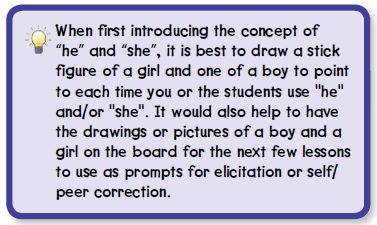 When first introducing the concept of
“he” and “she”, it is best to draw a stick
figure of a girl and one of a boy to point
to each time you or the students use "he"
and/or "she". It would also help to have
the drawings or pictures of a boy and a
girl on the board for the next few lessons
to use as prompts for elicitation or self/
peer correction.